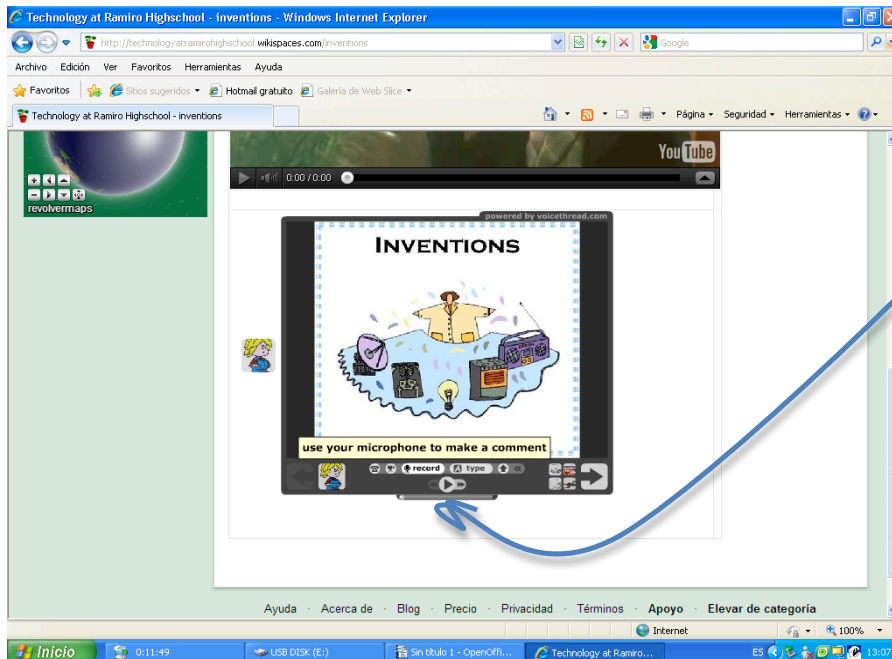 Technology at Ramiro Highschool - inventions - Windows Internet Explorer
http://technologyatramirohighschool.wikispaces.com/inventions
Google
Archivo Edición Ver Favoritos Herramientas Ayuda
Favoritos Sitios sugeridos Hotmail gratuito Galería de Web Slice
Technology at Ramiro Highschool - inventions
Página Seguridad Herramientas
YouTube
0:00 / 0:00
revolvermaps
powered by voicethread.com
INVENTIONS
use your microphone to make a comment
record A type
Ayuda · Acerca de · Blog · Precio · Privacidad · Términos · Apoyo · Elevar de categoría
Internet 100%
Inicio 0:11:49 USB DISK (E:) Sin título 1 - OpenOffi... Technology at Ramiro... ES 13:07